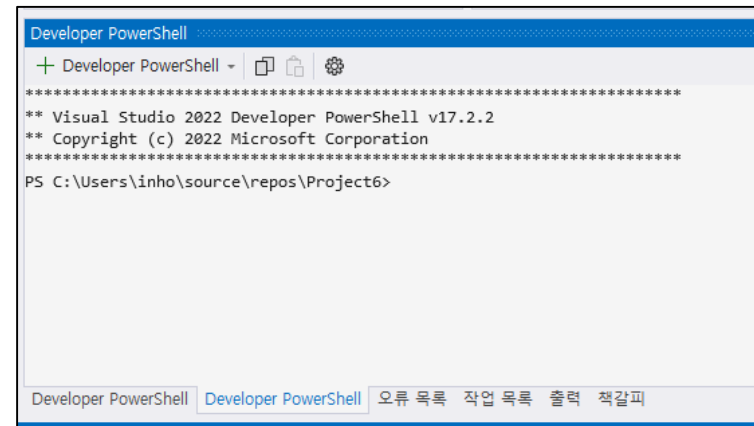 Developer PowerShell
Developer PowerShell
**********************************************************************
** Visual Studio 2022 Developer PowerShell v17.2.2
** Copyright (c) 2022 Microsoft Corporation
**********************************************************************
PS C:\Users\inho\source\repos\Project6>
Developer PowerShell Developer PowerShell 오류 목록 작업 목록 출력 책갈피